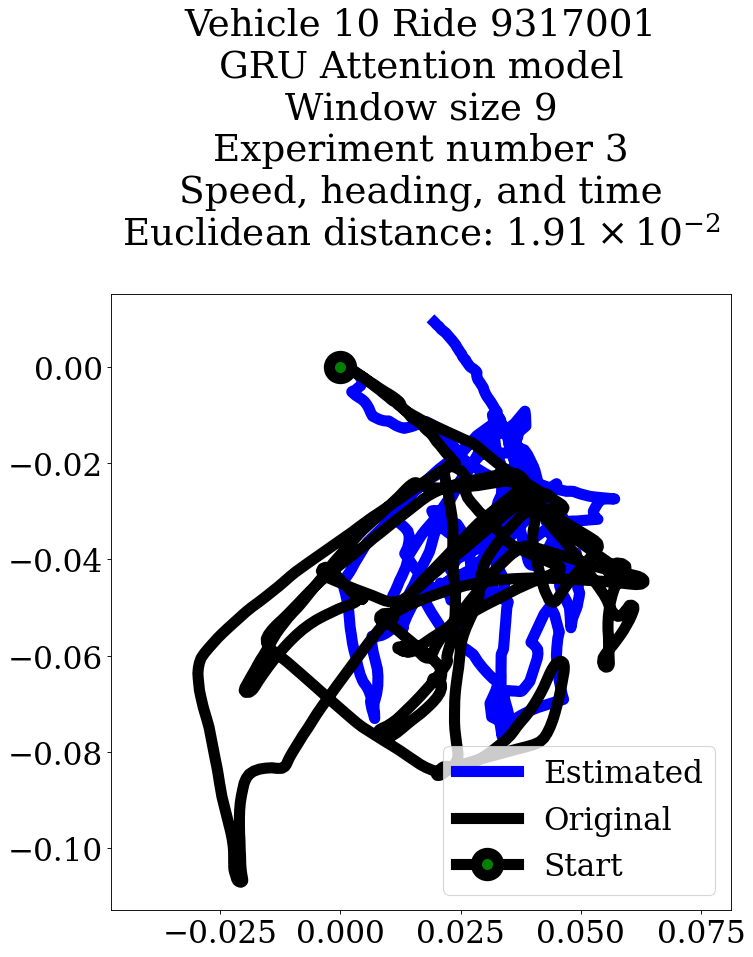 Vehicle 10 Ride 9317001
GRU Attention model
Window size 9
Experiment number 3
Speed, heading, and time
Euclidean distance: 1.91 × 10⁻²
0.00
−0.02
−0.04
−0.06
−0.08
−0.10
Estimated
Original
Start
−0.025 0.000 0.025 0.050 0.075